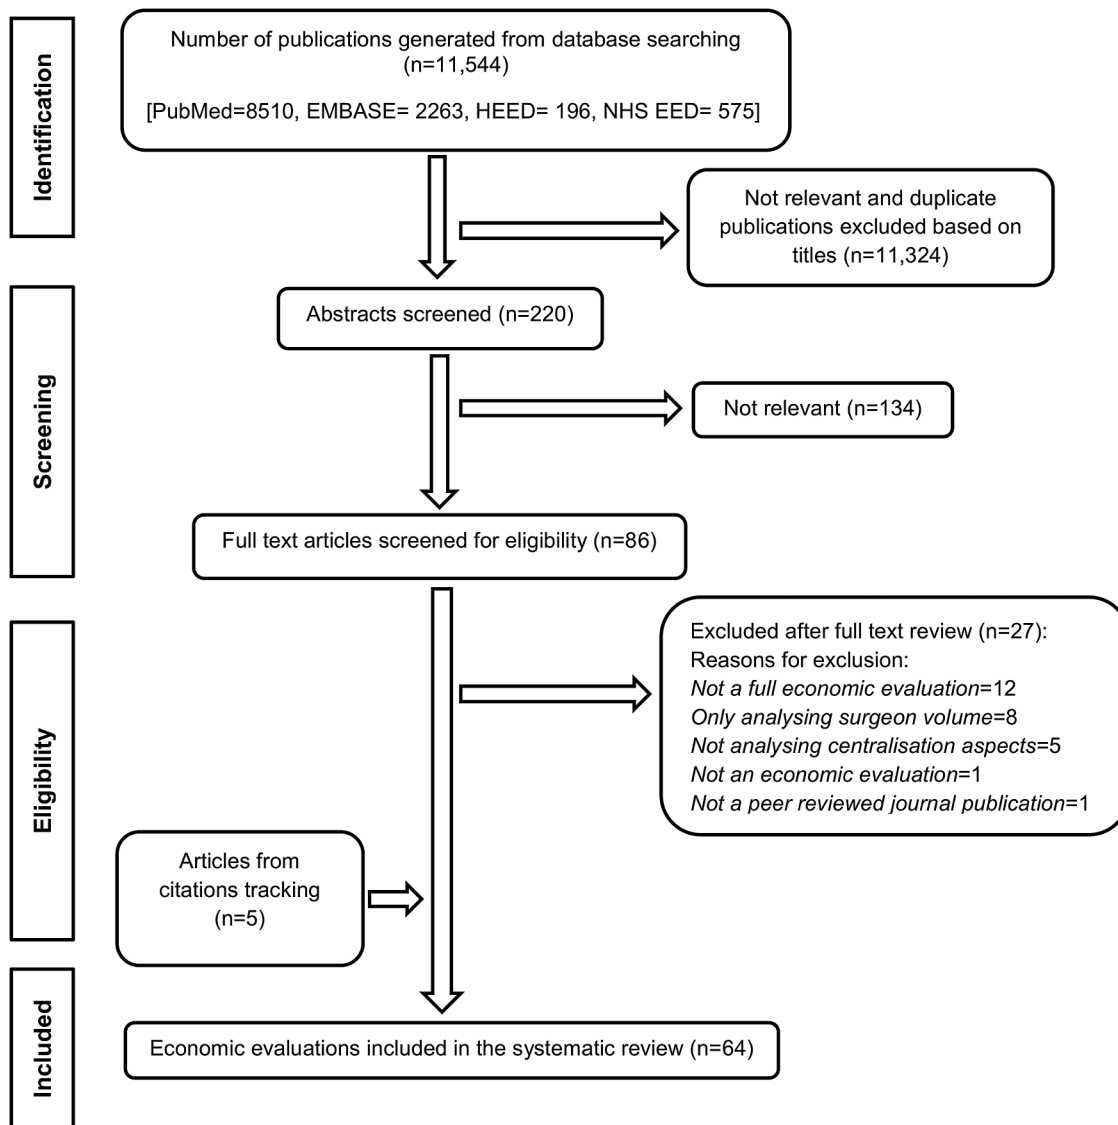 Identification
Number of publications generated from database searching
(n=11,544)
[PubMed=8510, EMBASE= 2263, HEED= 196, NHS EED= 575]
Not relevant and duplicate
publications excluded based on
titles (n=11,324)
Screening
Abstracts screened (n=220)
Not relevant (n=134)
Full text articles screened for eligibility (n=86)
Eligibility
Excluded after full text review (n=27):
Reasons for exclusion:
Not a full economic evaluation=12
Only analysing surgeon volume=8
Not analysing centralisation aspects=5
Not an economic evaluation=1
Not a peer reviewed journal publication=1
Articles from
citations tracking
(n=5)
Included
Economic evaluations included in the systematic review (n=64)